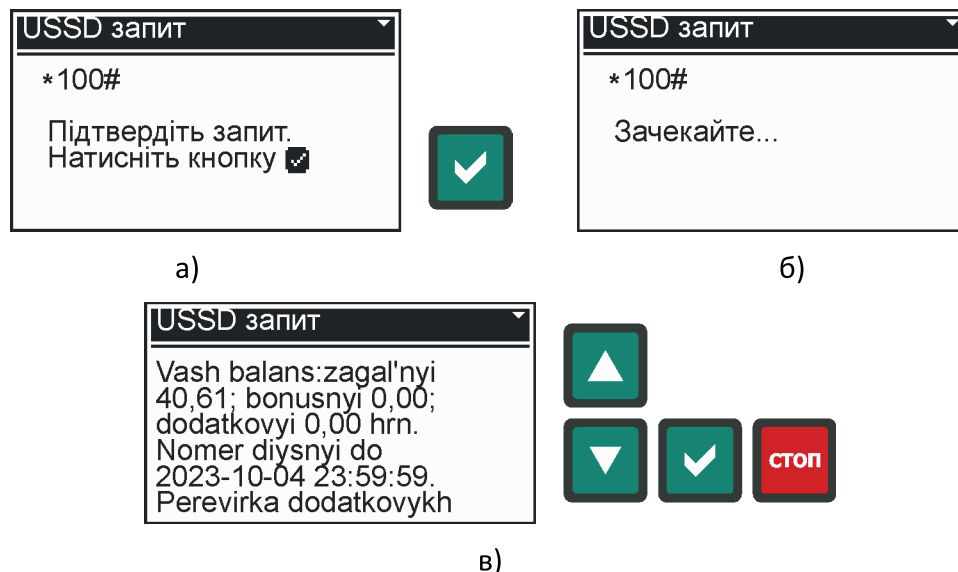 USSD запит
*100#
Підтвердіть запит.
Натисніть кнопку
а)
USSD запит
*100#
Зачекайте...
б)
USSD запит
Vash balans:zagal'nyi
40,61; bonusnyi 0,00;
dodatkovyi 0,00 hrn.
Nomer diysnyi do
2023-10-04 23:59:59.
Perevirka dodatkovykh
стоп
в)